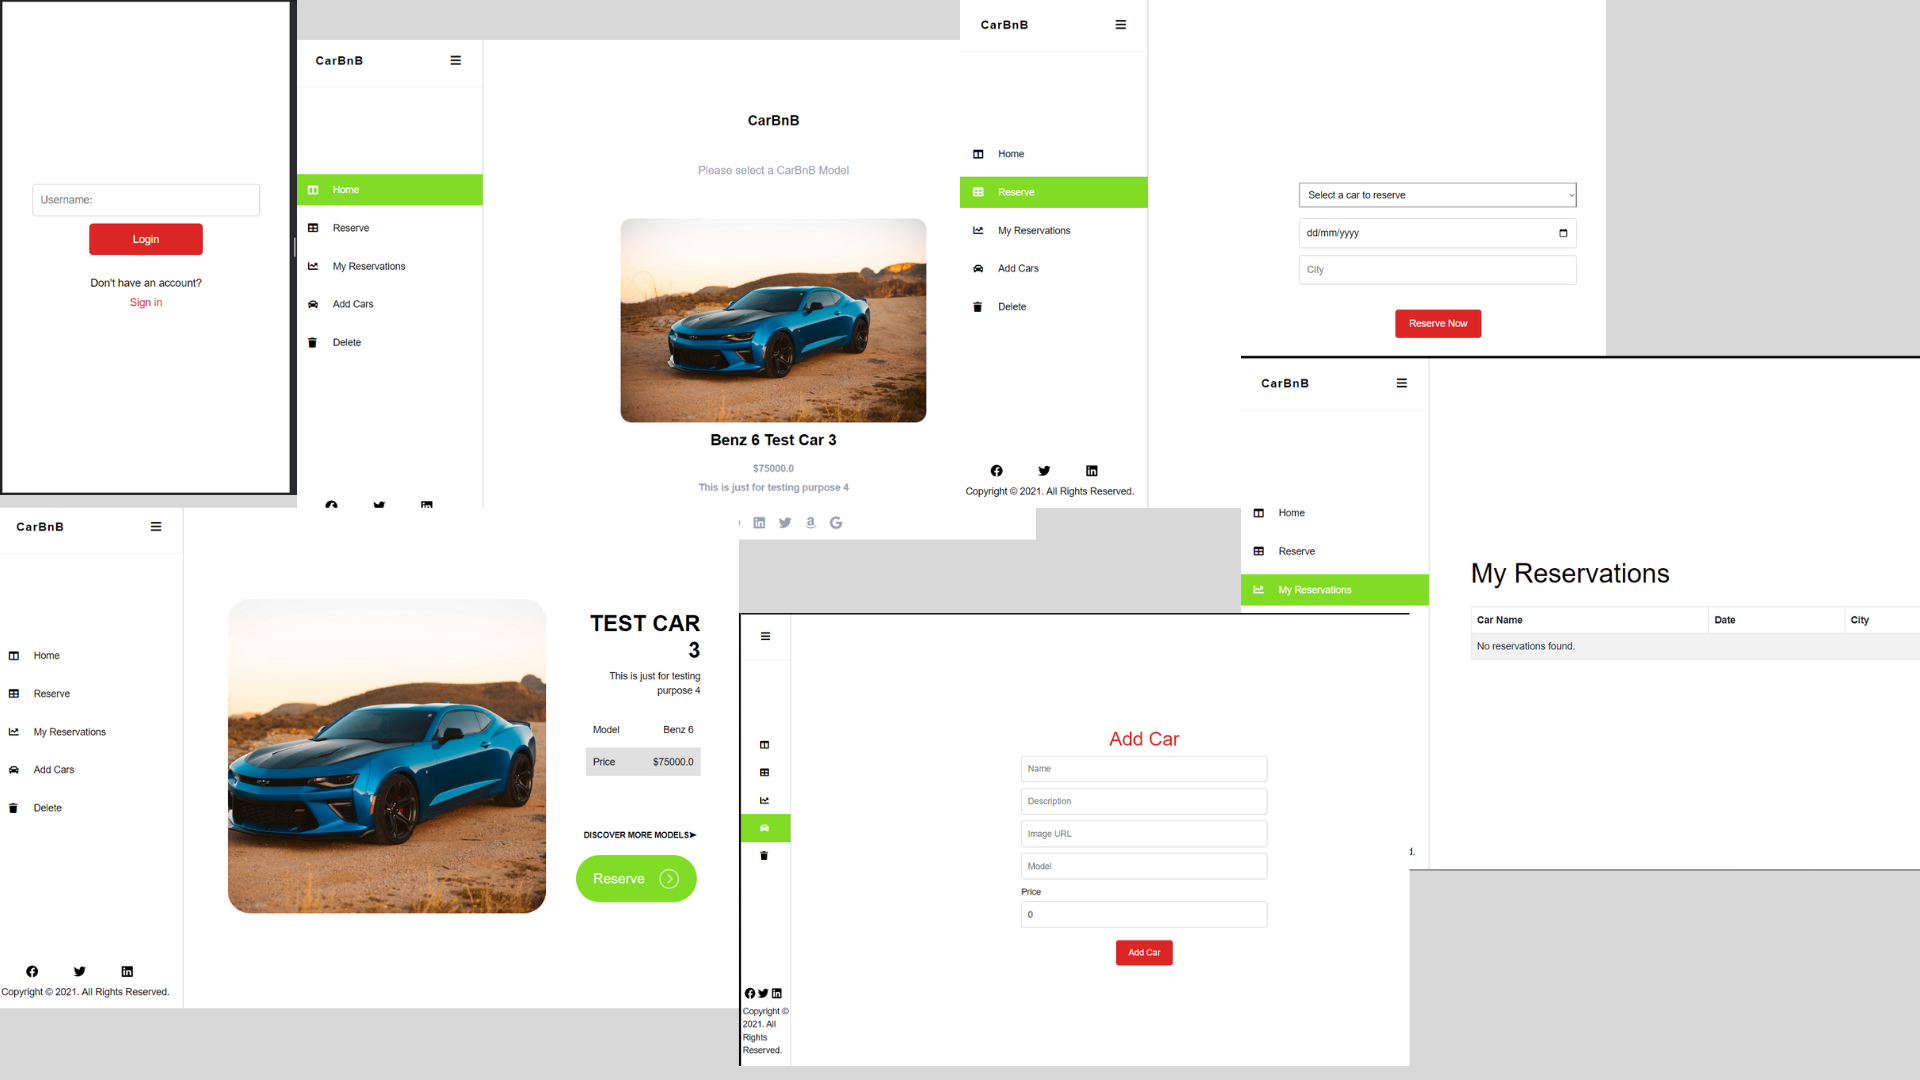 Username:
Login
Don't have an account?
Sign in
CarBnB
Home
Reserve
My Reservations
Add Cars
Delete
CarBnB
Please select a CarBnB Model
Benz 6 Test Car 3
$75000.0
This is just for testing purpose 4
CarBnB
Home
Reserve
My Reservations
Add Cars
Delete
Copyright © 2021. All Rights Reserved.
Select a car to reserve
dd/mm/yyyy
City
Reserve Now
CarBnB
Home
Reserve
My Reservations
My Reservations
Car Name Date City
No reservations found.
d.
CarBnB
Home
Reserve
My Reservations
Add Cars
Delete
Copyright © 2021. All Rights Reserved.
TEST CAR
3
This is just for testing
purpose 4
Model Benz 6
Price $75000.0
DISCOVER MORE MODELS➤
Reserve
Copyright ©
2021. All
Rights
Reserved.
Add Car
Name
Description
Image URL
Model
Price
0
Add Car